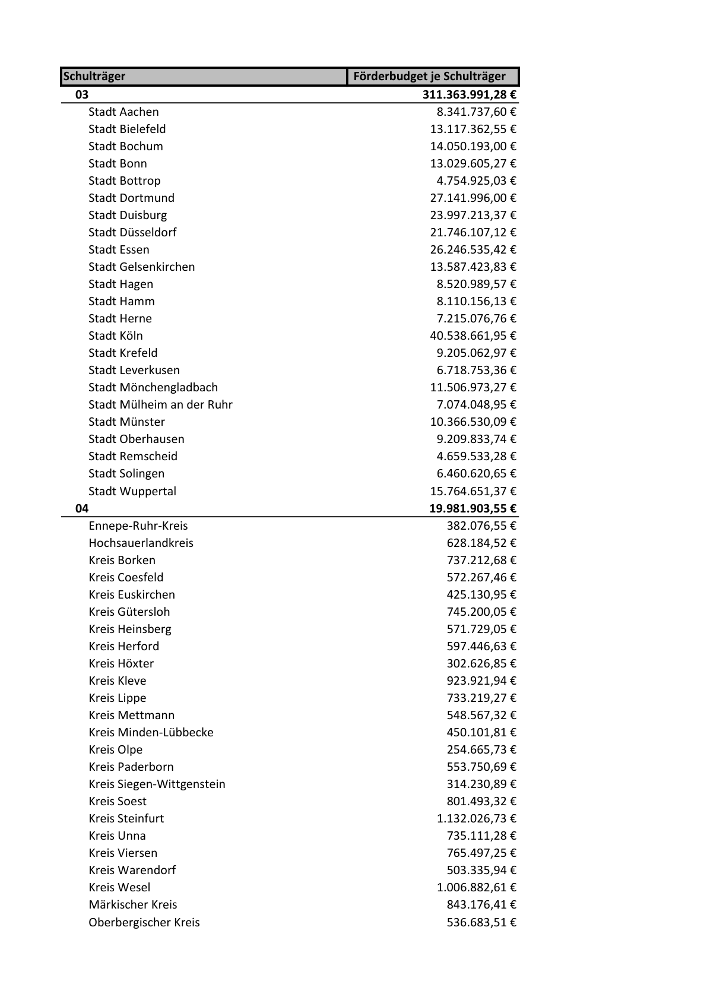 Schulträger Förderbudget je Schulträger
03 311.363.991,28 €
Stadt Aachen 8.341.737,60 €
Stadt Bielefeld 13.117.362,55 €
Stadt Bochum 14.050.193,00 €
Stadt Bonn 13.029.605,27 €
Stadt Bottrop 4.754.925,03 €
Stadt Dortmund 27.141.996,00 €
Stadt Duisburg 23.997.213,37 €
Stadt Düsseldorf 21.746.107,12 €
Stadt Essen 26.246.535,42 €
Stadt Gelsenkirchen 13.587.423,83 €
Stadt Hagen 8.520.989,57 €
Stadt Hamm 8.110.156,13 €
Stadt Herne 7.215.076,76 €
Stadt Köln 40.538.661,95 €
Stadt Krefeld 9.205.062,97 €
Stadt Leverkusen 6.718.753,36 €
Stadt Mönchengladbach 11.506.973,27 €
Stadt Mülheim an der Ruhr 7.074.048,95 €
Stadt Münster 10.366.530,09 €
Stadt Oberhausen 9.209.833,74 €
Stadt Remscheid 4.659.533,28 €
Stadt Solingen 6.460.620,65 €
Stadt Wuppertal 15.764.651,37 €
04 19.981.903,55 €
Ennepe-Ruhr-Kreis 382.076,55 €
Hochsauerlandkreis 628.184,52 €
Kreis Borken 737.212,68 €
Kreis Coesfeld 572.267,46 €
Kreis Euskirchen 425.130,95 €
Kreis Gütersloh 745.200,05 €
Kreis Heinsberg 571.729,05 €
Kreis Herford 597.446,63 €
Kreis Höxter 302.626,85 €
Kreis Kleve 923.921,94 €
Kreis Lippe 733.219,27 €
Kreis Mettmann 548.567,32 €
Kreis Minden-Lübbecke 450.101,81 €
Kreis Olpe 254.665,73 €
Kreis Paderborn 553.750,69 €
Kreis Siegen-Wittgenstein 314.230,89 €
Kreis Soest 801.493,32 €
Kreis Steinfurt 1.132.026,73 €
Kreis Unna 735.111,28 €
Kreis Viersen 765.497,25 €
Kreis Warendorf 503.335,94 €
Kreis Wesel 1.006.882,61 €
Märkischer Kreis 843.176,41 €
Oberbergischer Kreis 536.683,51 €